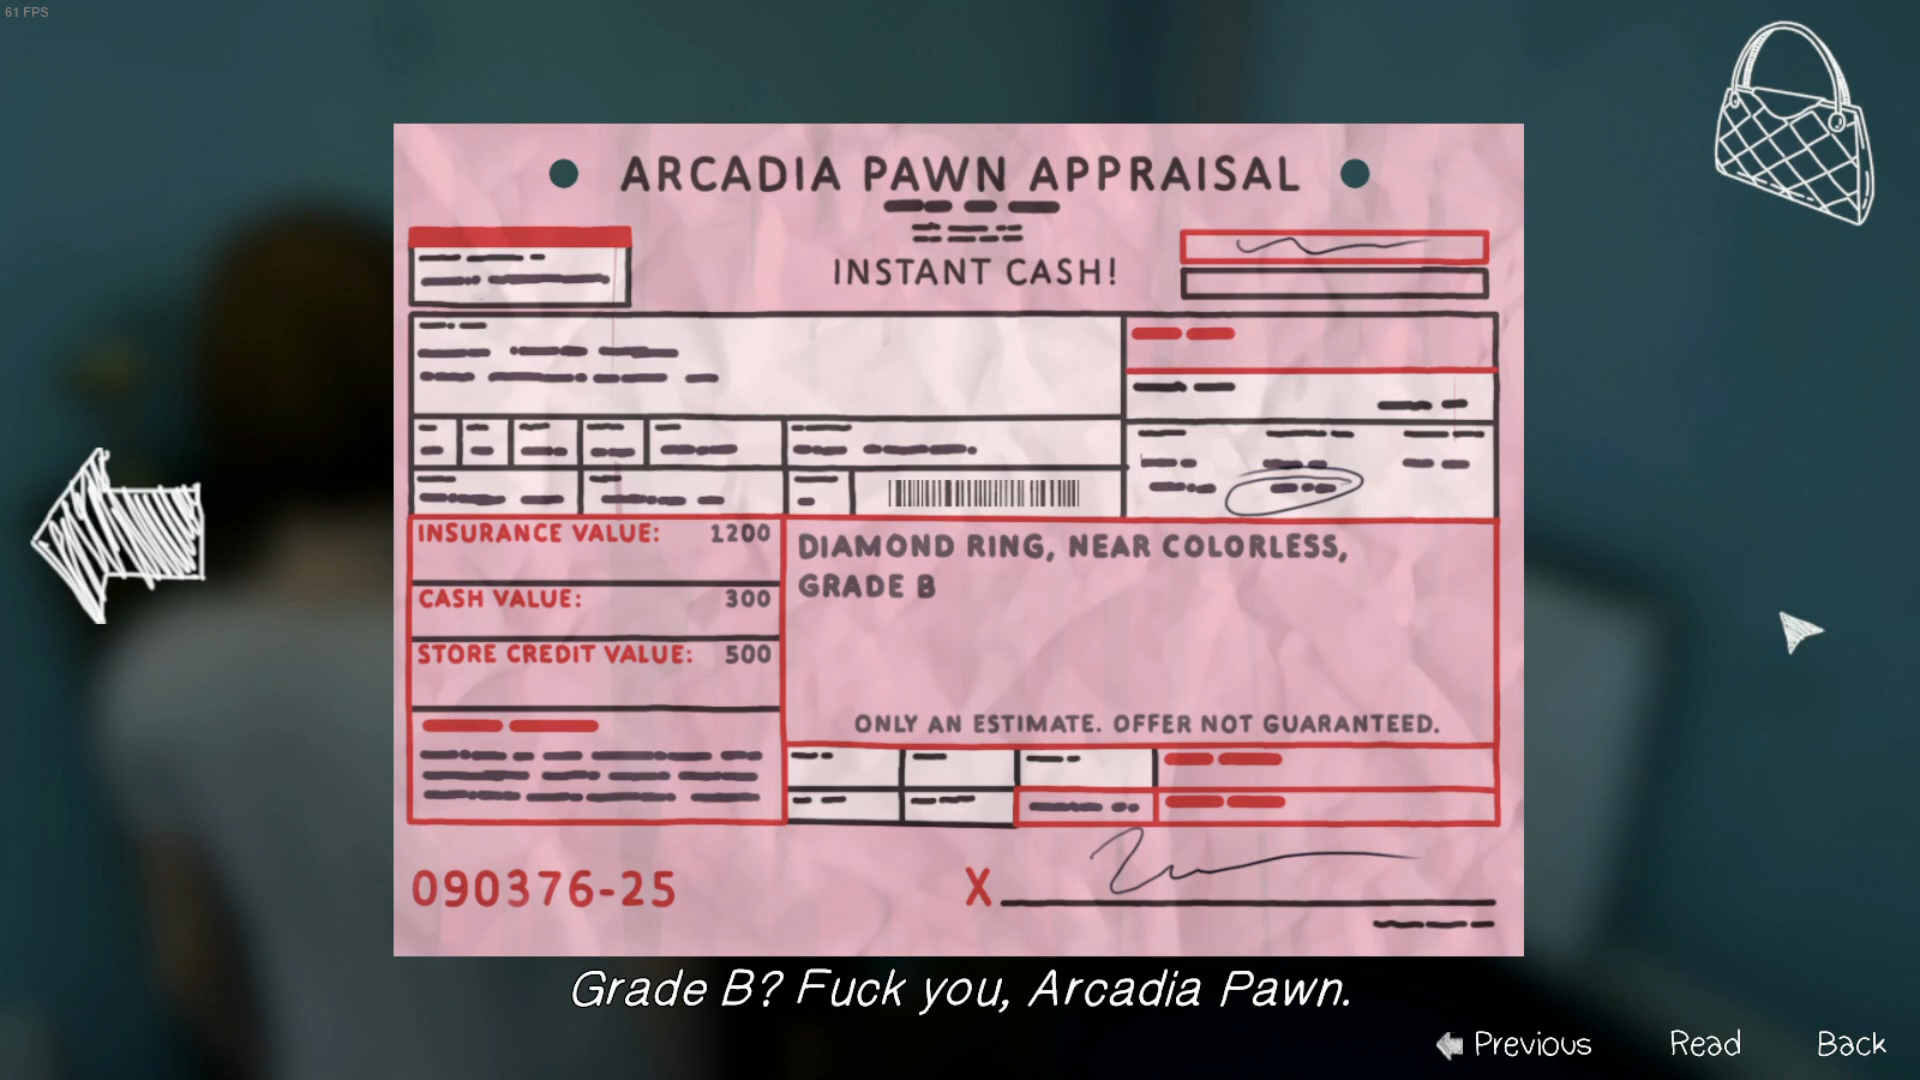 61 FPS
ARCADIA PAWN APPRAISAL
INSTANT CASH!
INSURANCE VALUE: 1200
CASH VALUE: 300
STORE CREDIT VALUE: 500
DIAMOND RING, NEAR COLORLESS,
GRADE B
ONLY AN ESTIMATE. OFFER NOT GUARANTEED.
090376-25
X
Grade B? Fuck you, Arcadia Pawn.
Previous
Read
Back